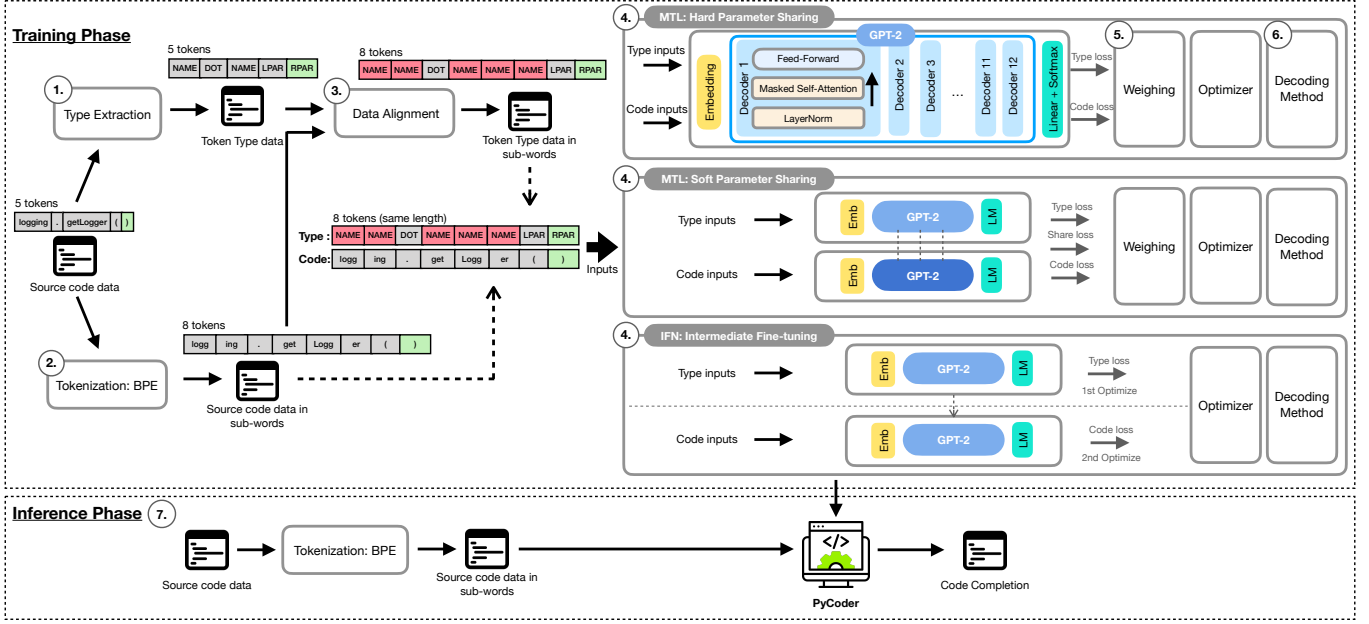 Training Phase
5 tokens
NAME DOT NAME LPAR RPAR
8 tokens
NAME NAME DOT NAME NAME NAME LPAR RPAR
1.
Type Extraction
Token Type data
3.
Data Alignment
Token Type data in
sub-words
5 tokens
logging . getLogger ( )
Source code data
8 tokens (same length)
Type : NAME NAME DOT NAME NAME NAME LPAR RPAR
Code: logg ing . get Logg er ( )
Inputs
8 tokens
logg ing . get Logg er ( )
2.
Tokenization: BPE
Source code data in
sub-words
4.
MTL: Hard Parameter Sharing
Type inputs
Code inputs
Embedding
GPT-2
Decoder 1
Feed-Forward
Masked Self-Attention
LayerNorm
Decoder 2
Decoder 3
...
Decoder 11
Decoder 12
Linear + Softmax
Type loss
Code loss
5.
Weighing
Optimizer
6.
Decoding
Method
4.
MTL: Soft Parameter Sharing
Type inputs
Emb
GPT-2
LM
Code inputs
Emb
GPT-2
LM
Type loss
Share loss
Code loss
Weighing
Optimizer
Decoding
Method
4.
IFN: Intermediate Fine-tuning
Type inputs
Emb
GPT-2
LM
Type loss
1st Optimize
Code inputs
Emb
GPT-2
LM
Code loss
2nd Optimize
Optimizer
Decoding
Method
Inference Phase
7.
Source code data
Tokenization: BPE
Source code data in
sub-words
</>
PyCoder
Code Completion